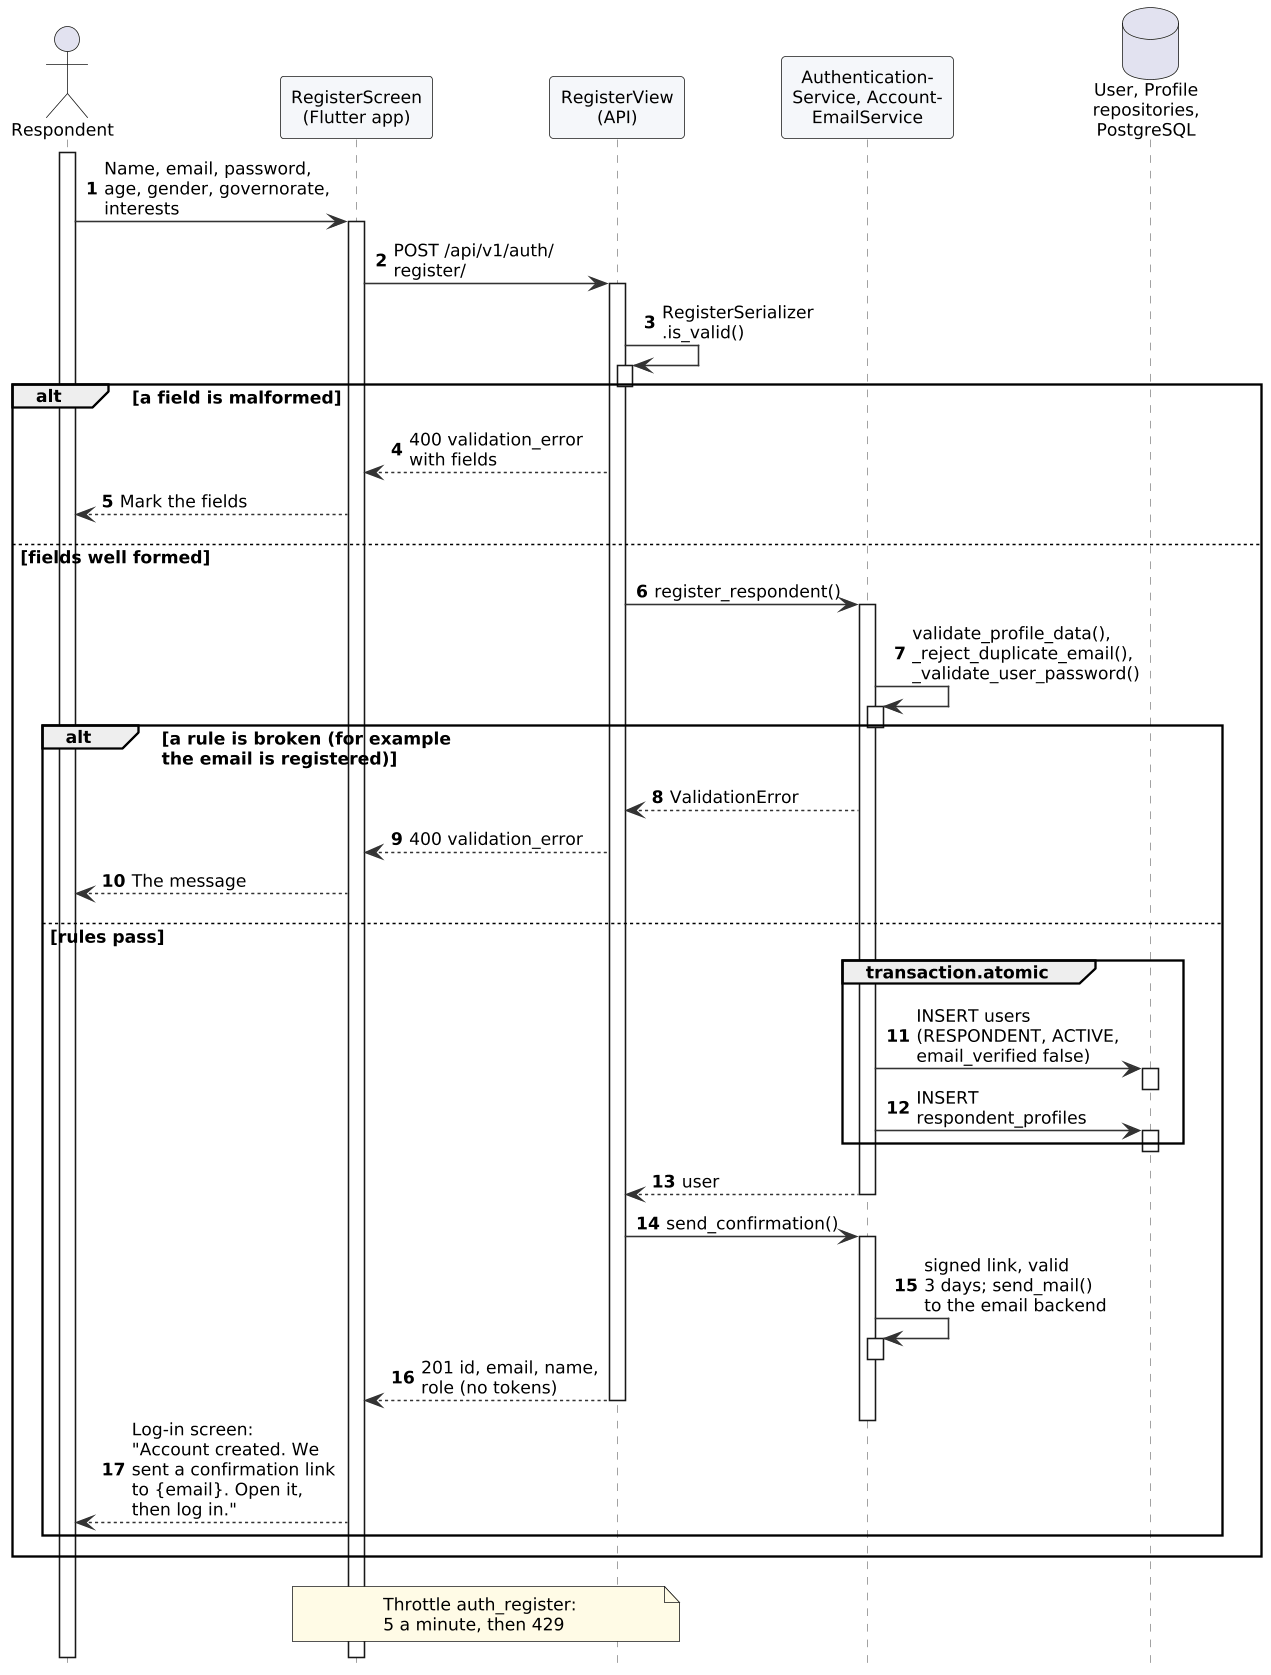 Respondent
RegisterScreen
(Flutter app)
RegisterView
(API)
Authentication-
Service, Account-
EmailService
User, Profile
repositories,
PostgreSQL
1 Name, email, password,
age, gender, governorate,
interests
2 POST /api/v1/auth/
register/
3 RegisterSerializer
.is_valid()
alt [a field is malformed]
4 400 validation_error
with fields
5 Mark the fields
[fields well formed]
6 register_respondent()
7 validate_profile_data(),
_reject_duplicate_email(),
_validate_user_password()
alt [a rule is broken (for example
the email is registered)]
8 ValidationError
9 400 validation_error
10 The message
[rules pass]
transaction.atomic
11 INSERT users
(RESPONDENT, ACTIVE,
email_verified false)
12 INSERT
respondent_profiles
13 user
14 send_confirmation()
15 signed link, valid
3 days; send_mail()
to the email backend
16 201 id, email, name,
role (no tokens)
17 Log-in screen:
"Account created. We
sent a confirmation link
to {email}. Open it,
then log in."
Throttle auth_register:
5 a minute, then 429